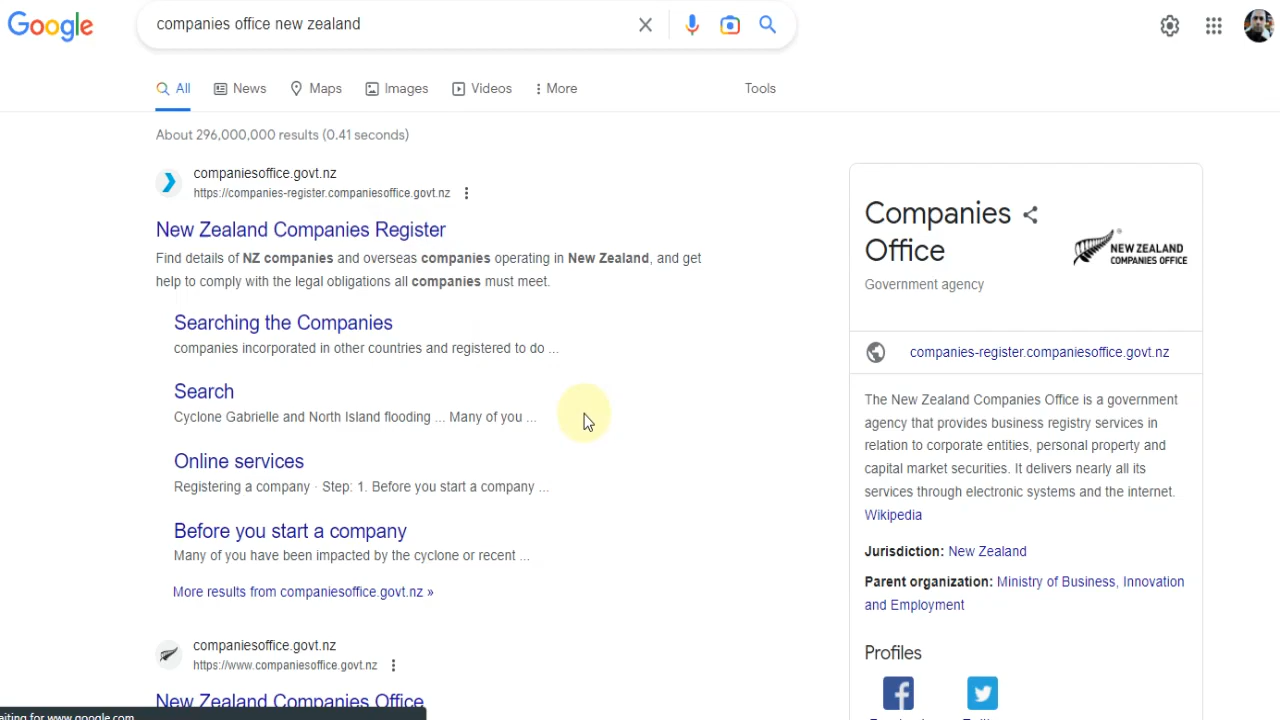 Google
companies office new zealand
All
News
Maps
Images
Videos
More
Tools
About 296,000,000 results (0.41 seconds)
companiesoffice.govt.nz
https://companies-register.companiesoffice.govt.nz
New Zealand Companies Register
Find details of NZ companies and overseas companies operating in New Zealand, and get
help to comply with the legal obligations all companies must meet.
Searching the Companies
companies incorporated in other countries and registered to do ...
Search
Cyclone Gabrielle and North Island flooding ... Many of you ...
Online services
Registering a company · Step: 1. Before you start a company ...
Before you start a company
Many of you have been impacted by the cyclone or recent ...
More results from companiesoffice.govt.nz »
companiesoffice.govt.nz
https://www.companiesoffice.govt.nz
New Zealand Companies Office
aiting for www.google.com
Companies
Office
NEW ZEALAND
COMPANIES OFFICE
Government agency
companies-register.companiesoffice.govt.nz
The New Zealand Companies Office is a government
agency that provides business registry services in
relation to corporate entities, personal property and
capital market securities. It delivers nearly all its
services through electronic systems and the internet.
Wikipedia
Jurisdiction: New Zealand
Parent organization: Ministry of Business, Innovation
and Employment
Profiles